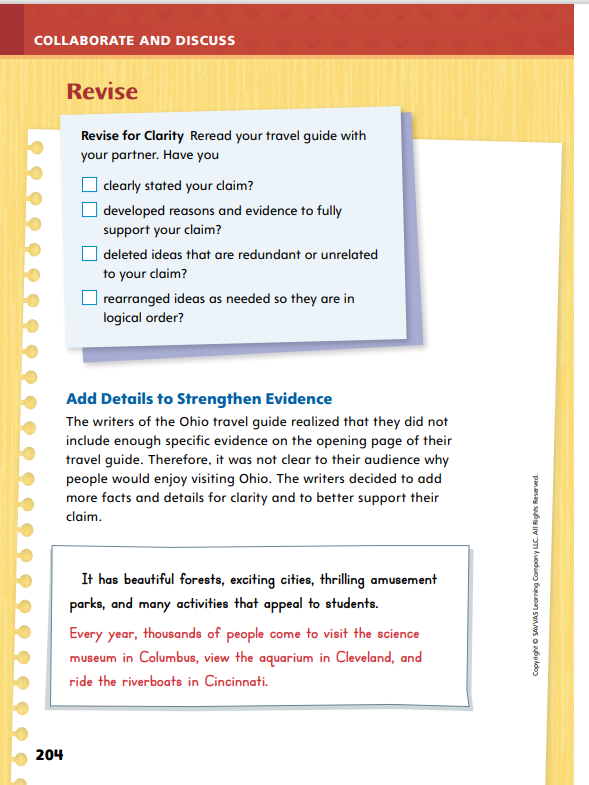 COLLABORATE AND DISCUSS
Revise
Revise for Clarity Reread your travel guide with
your partner. Have you
clearly stated your claim?
developed reasons and evidence to fully
support your claim?
deleted ideas that are redundant or unrelated
to your claim?
rearranged ideas as needed so they are in
logical order?
Add Details to Strengthen Evidence
The writers of the Ohio travel guide realized that they did not
include enough specific evidence on the opening page of their
travel guide. Therefore, it was not clear to their audience why
people would enjoy visiting Ohio. The writers decided to add
more facts and details for clarity and to better support their
claim.
It has beautiful forests, exciting cities, thrilling amusement
parks, and many activities that appeal to students.
Every year, thousands of people come to visit the science
museum in Columbus, view the aquarium in Cleveland, and
ride the riverboats in Cincinnati.
Copyright © SAVVAS Learning Company LLC. All Rights Reserved.
204